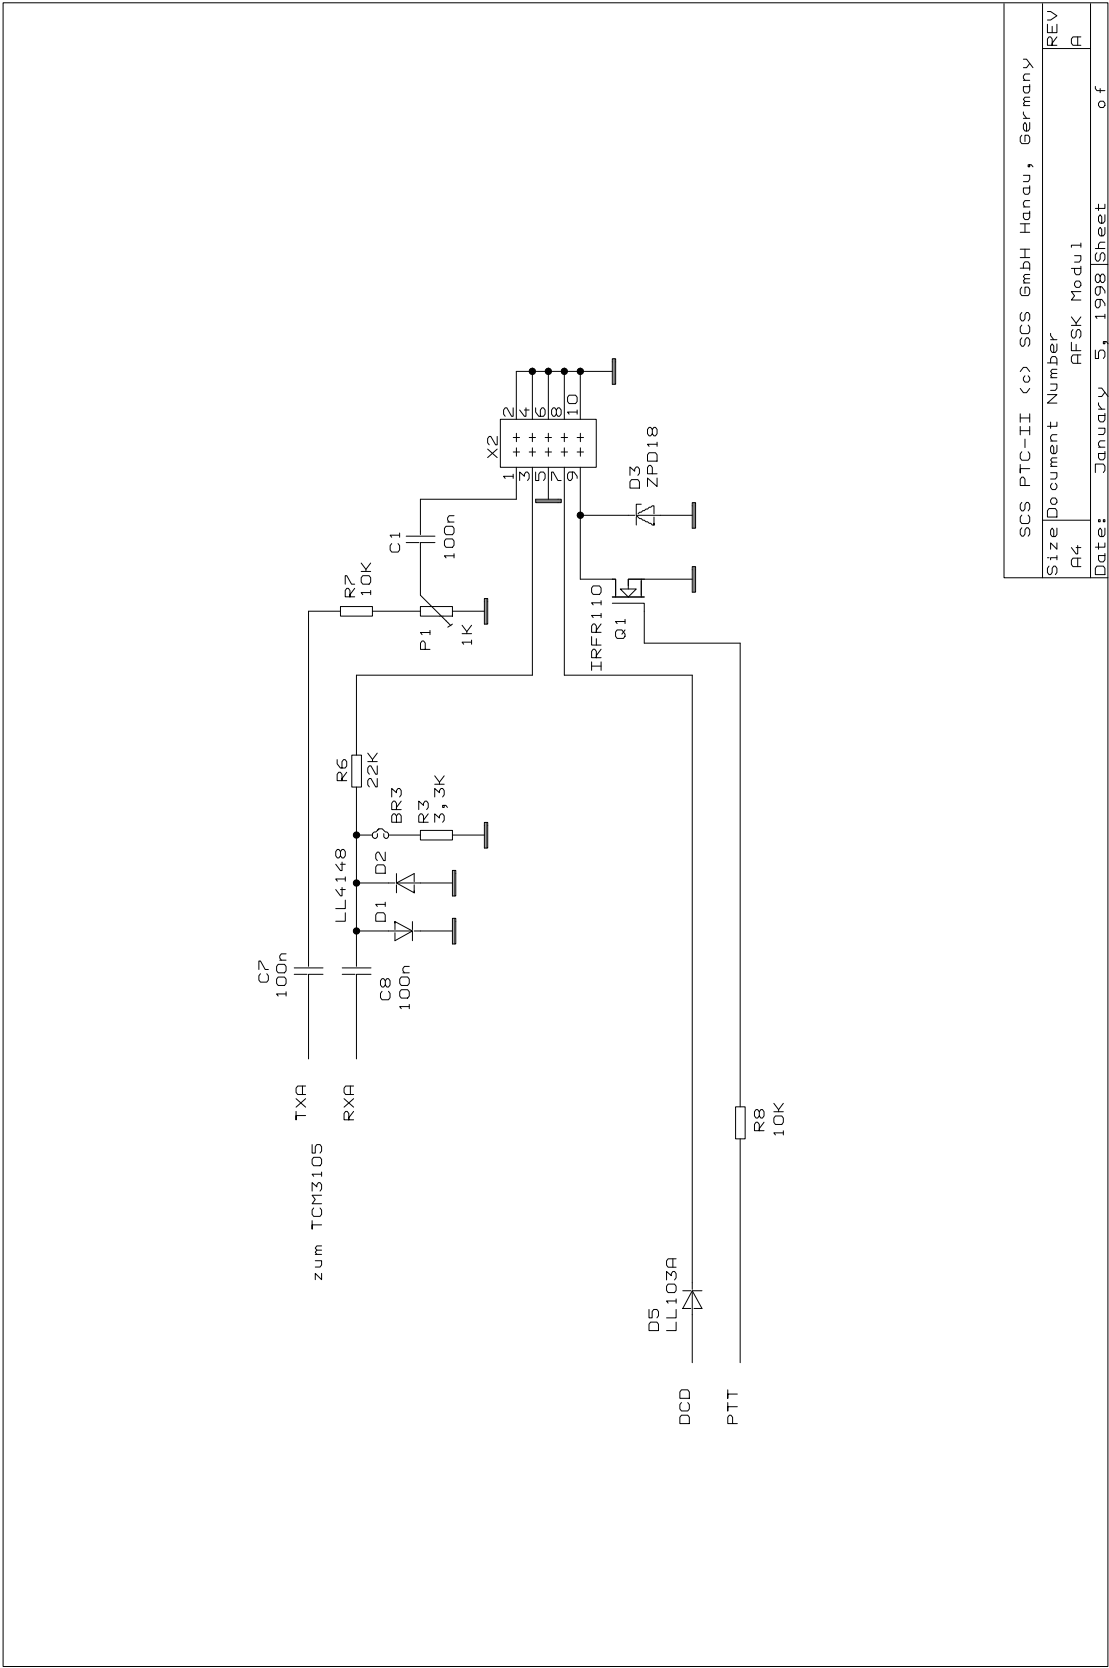 C7
100n
TXA
RXA
zum TCM3105
C8
100n
LL4148
D1
D2
BR3
R3
3,3K
R6
22K
R7
10K
P1
1K
C1
100n
X2
1
3
5
7
9
2
4
6
8
10
D3
ZPD18
IRFR110
Q1
D5
LL103A
DCD
PTT
R8
10K
SCS PTC-II (c) SCS GmbH Hanau, Germany
Size Document Number REV
A4 AFSK Modul A
Date: January 5, 1998 Sheet of